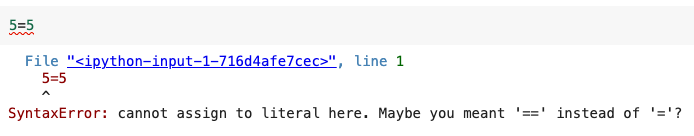 5=5
File "<ipython-input-1-716d4afe7cec>", line 1
5=5
^
SyntaxError: cannot assign to literal here. Maybe you meant '==' instead of '='?